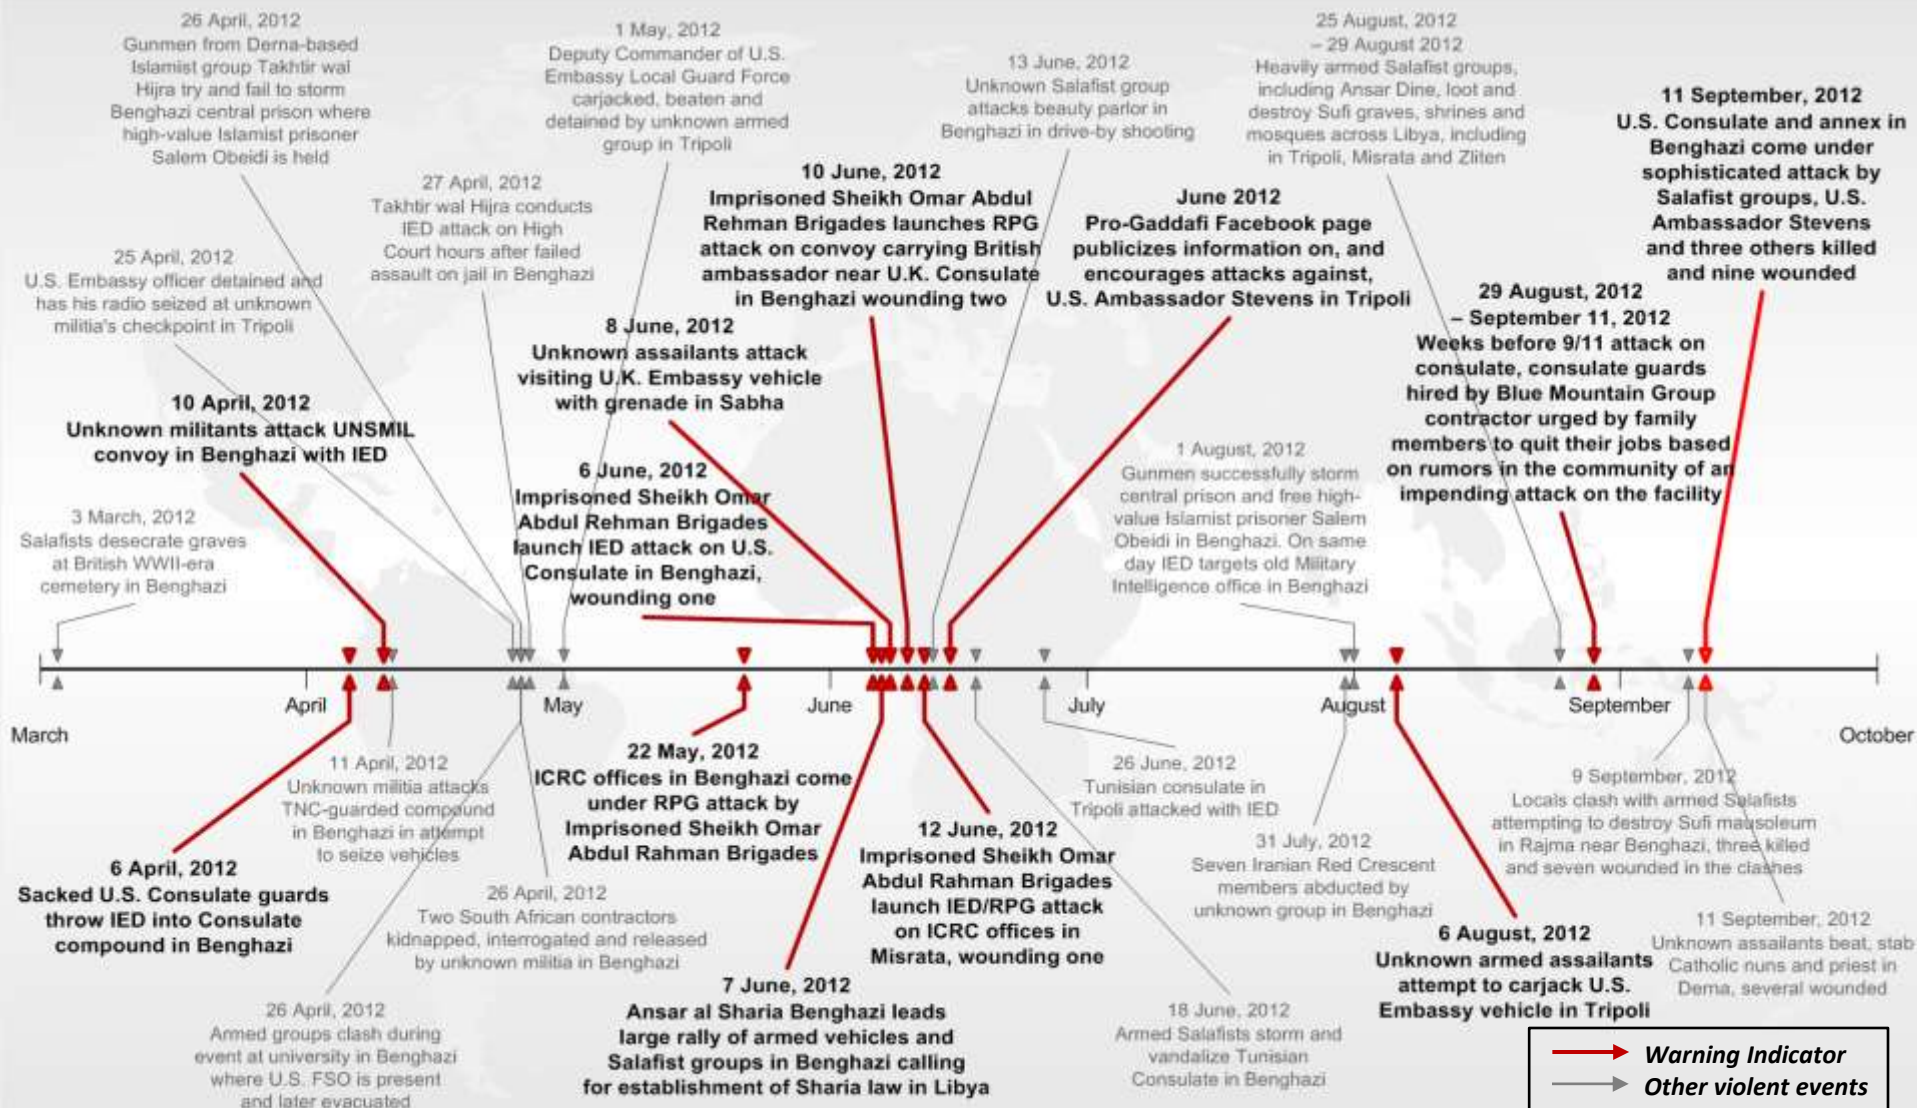 26 April, 2012
Gunmen from Derna-based
Islamist group Takhtir wal
Hijra try and fail to storm
Benghazi central prison where
high-value Islamist prisoner
Salem Obeidi is held
1 May, 2012
Deputy Commander of U.S.
Embassy Local Guard Force
carjacked, beaten and
detained by unknown armed
group in Tripoli
13 June, 2012
Unknown Salafist group
attacks beauty parlor in
Benghazi in drive-by shooting
25 August, 2012
– 29 August 2012
Heavily armed Salafist groups,
including Ansar Dine, loot and
destroy Sufi graves, shrines and
mosques across Libya, including
in Tripoli, Misrata and Zliten
11 September, 2012
U.S. Consulate and annex in
Benghazi come under
sophisticated attack by
Salafist groups, U.S.
Ambassador Stevens
and three others killed
and nine wounded
27 April, 2012
Takhtir wal Hijra conducts
IED attack on High
Court hours after failed
assault on jail in Benghazi
10 June, 2012
Imprisoned Sheikh Omar Abdul
Rehman Brigades launches RPG
attack on convoy carrying British
ambassador near U.K. Consulate
in Benghazi wounding two
June 2012
Pro-Gaddafi Facebook page
publicizes information on, and
encourages attacks against,
U.S. Ambassador Stevens in Tripoli
25 April, 2012
U.S. Embassy officer detained and
has his radio seized at unknown
militia's checkpoint in Tripoli
8 June, 2012
Unknown assailants attack
visiting U.K. Embassy vehicle
with grenade in Sabha
29 August, 2012
– September 11, 2012
Weeks before 9/11 attack on
consulate, consulate guards
hired by Blue Mountain Group
contractor urged by family
members to quit their jobs based
on rumors in the community of an
impending attack on the facility
10 April, 2012
Unknown militants attack UNSMIL
convoy in Benghazi with IED
6 June, 2012
Imprisoned Sheikh Omar
Abdul Rehman Brigades
launch IED attack on U.S.
Consulate in Benghazi,
wounding one
1 August, 2012
Gunmen successfully storm
central prison and free high-
value Islamist prisoner Salem
Obeidi in Benghazi. On same
day IED targets old Military
Intelligence office in Benghazi
3 March, 2012
Salafists desecrate graves
at British WWII-era
cemetery in Benghazi
March
April
May
June
July
August
September
October
6 April, 2012
Sacked U.S. Consulate guards
throw IED into Consulate
compound in Benghazi
11 April, 2012
Unknown militia attacks
TNC-guarded compound
in Benghazi in attempt
to seize vehicles
22 May, 2012
ICRC offices in Benghazi come
under RPG attack by
Imprisoned Sheikh Omar
Abdul Rahman Brigades
26 June, 2012
Tunisian consulate in
Tripoli attacked with IED
9 September, 2012
Locals clash with armed Salafists
attempting to destroy Sufi mausoleum
in Rajma near Benghazi, three killed
and seven wounded in the clashes
12 June, 2012
Imprisoned Sheikh Omar
Abdul Rahman Brigades
launch IED/RPG attack
on ICRC offices in
Misrata, wounding one
31 July, 2012
Seven Iranian Red Crescent
members abducted by
unknown group in Benghazi
26 April, 2012
Two South African contractors
kidnapped, interrogated and released
by unknown militia in Benghazi
6 August, 2012
Unknown armed assailants
attempt to carjack U.S.
Embassy vehicle in Tripoli
11 September, 2012
Unknown assailants beat, stab
Catholic nuns and priest in
Derna, several wounded
26 April, 2012
Armed groups clash during
event at university in Benghazi
where U.S. FSO is present
and later evacuated
7 June, 2012
Ansar al Sharia Benghazi leads
large rally of armed vehicles and
Salafist groups in Benghazi calling
for establishment of Sharia law in Libya
18 June, 2012
Armed Salafists storm and
vandalize Tunisian
Consulate in Benghazi
Warning Indicator
Other violent events